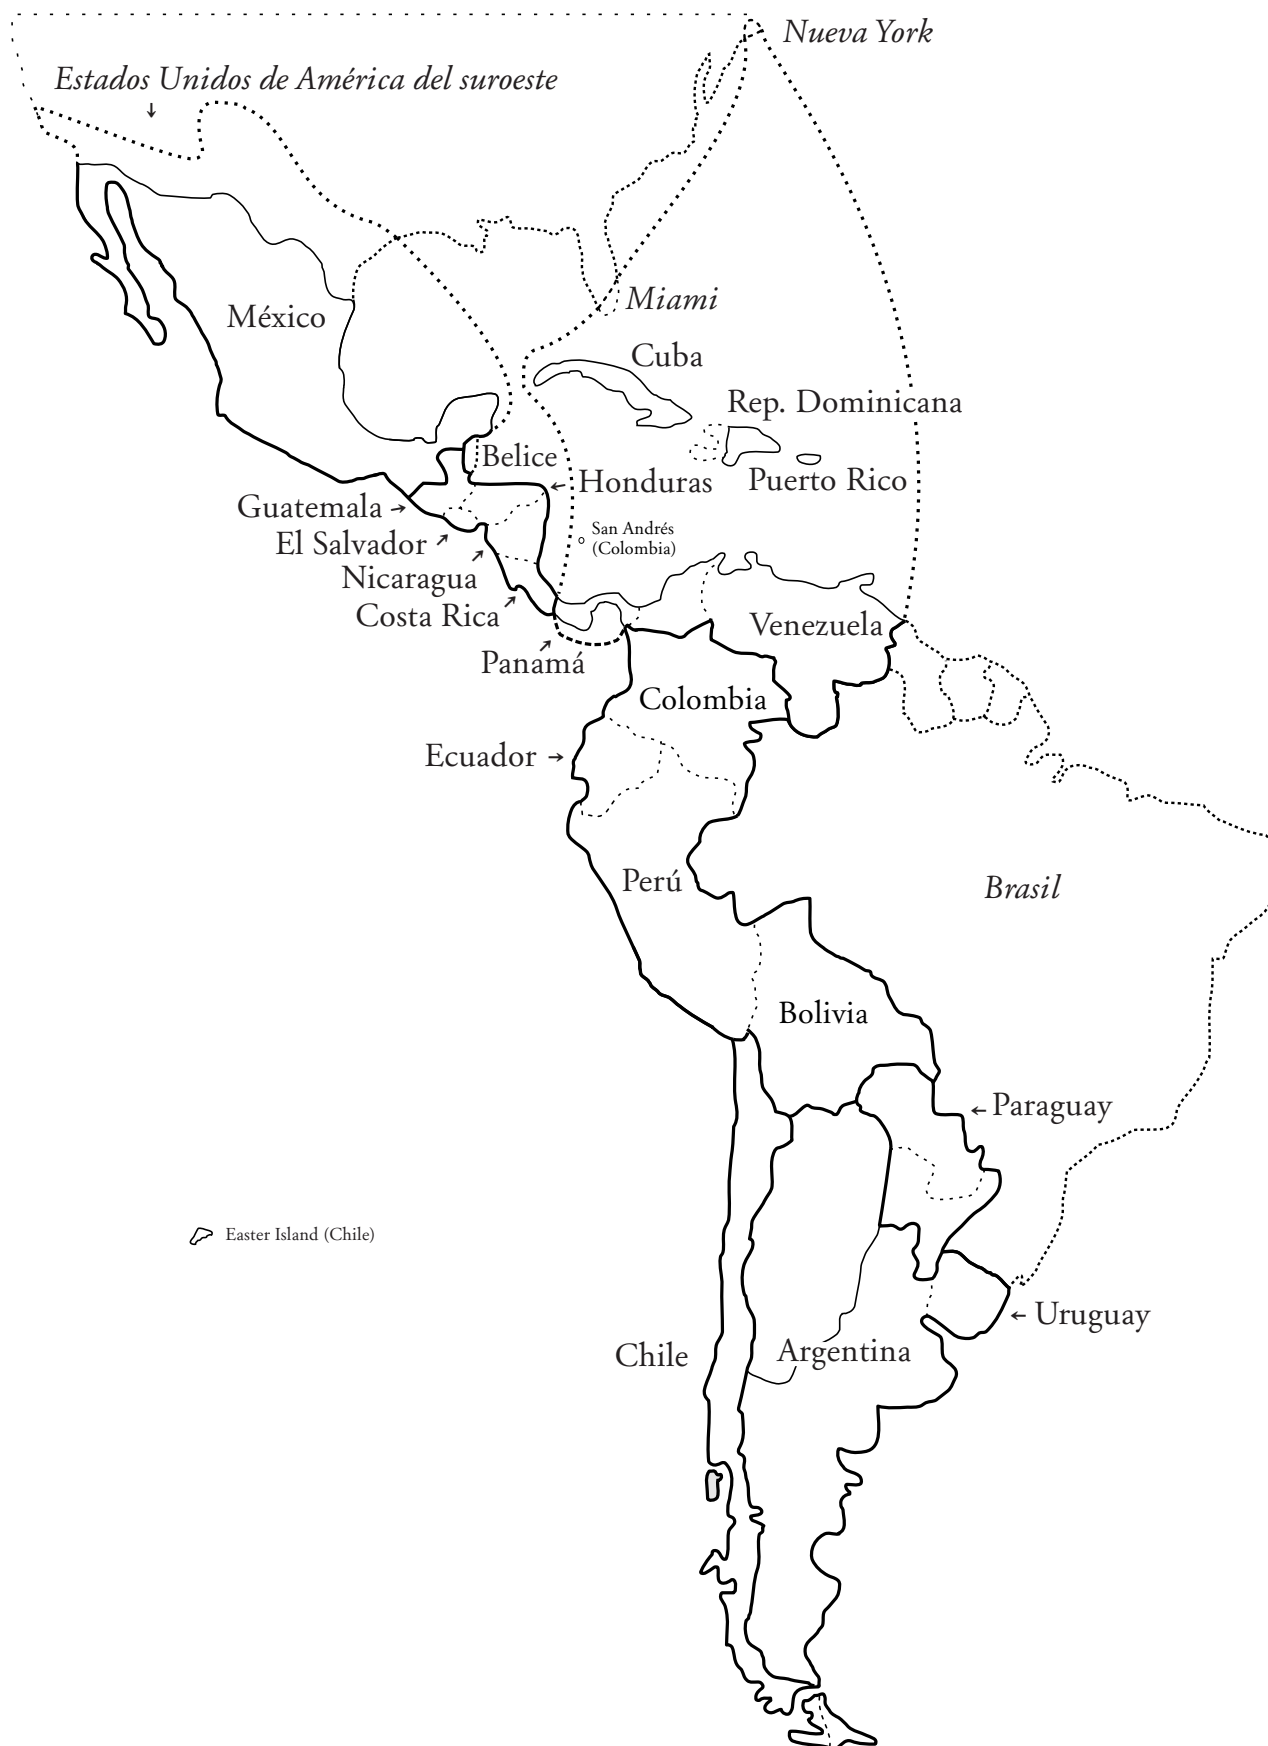 Nueva York
Estados Unidos de América del suroeste
Miami
México
Cuba
Rep. Dominicana
Belice
Honduras
Puerto Rico
Guatemala
San Andrés
(Colombia)
El Salvador
Nicaragua
Costa Rica
Venezuela
Panamá
Colombia
Ecuador
Perú
Brasil
Bolivia
Paraguay
Easter Island (Chile)
Uruguay
Chile
Argentina